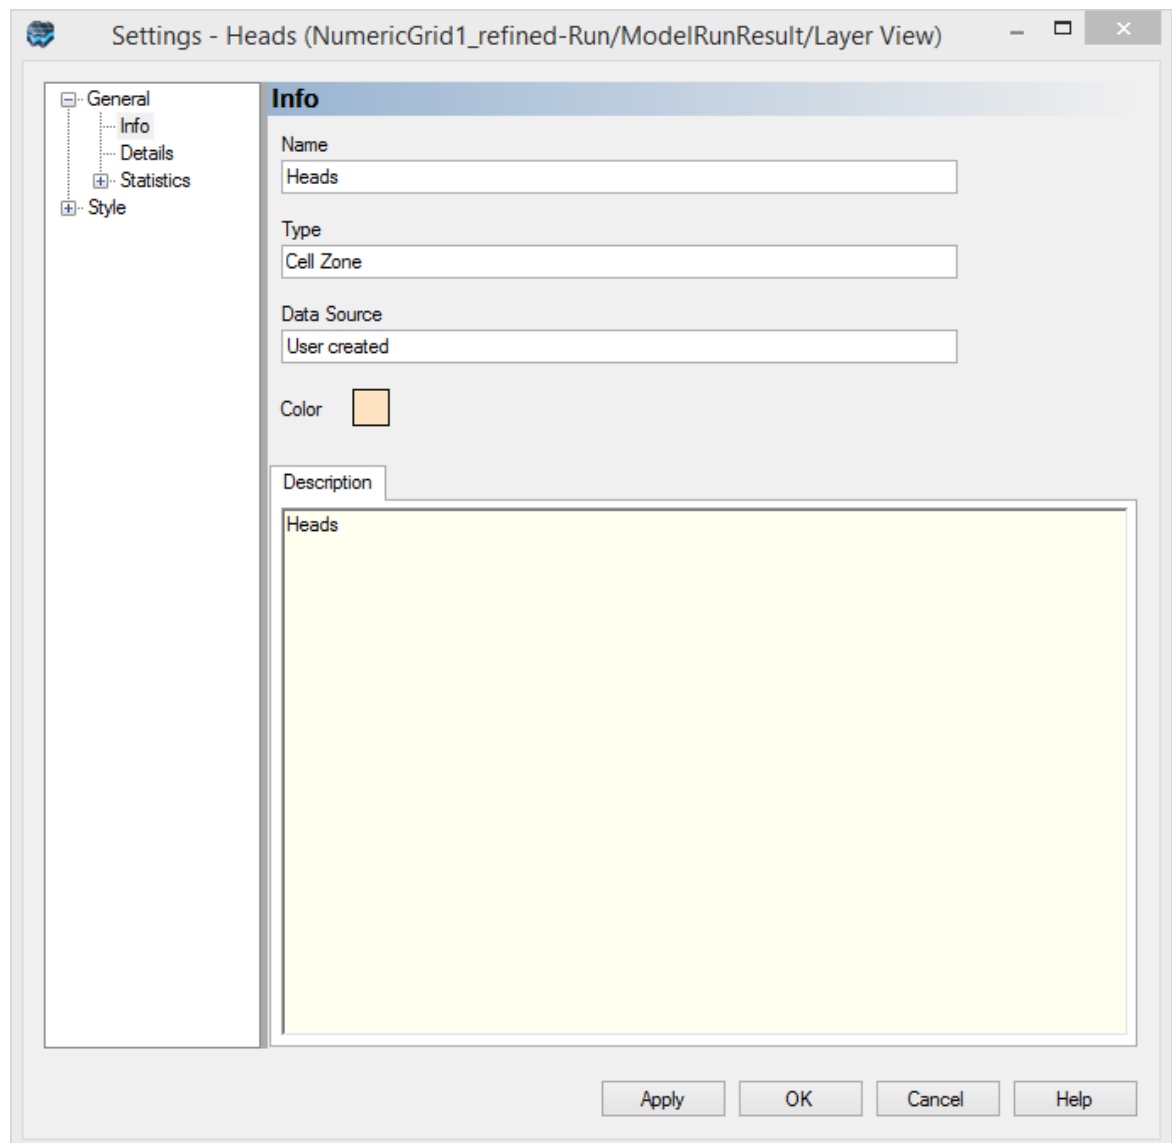 Settings - Heads (NumericGrid1_refined-Run/ModelRunResult/Layer View)
General
Info
Details
Statistics
Style
Info
Name
Heads
Type
Cell Zone
Data Source
User created
Color
Description
Heads
Apply OK Cancel Help